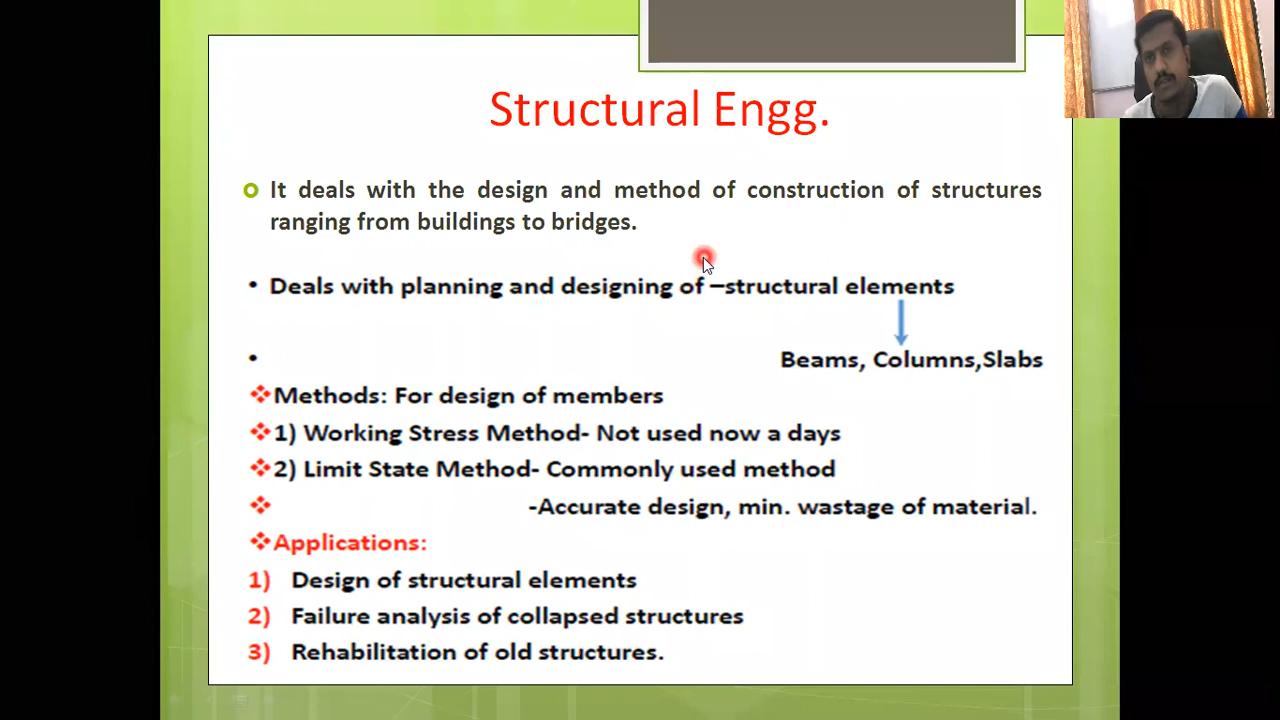 Structural Engg.
It deals with the design and method of construction of structures
ranging from buildings to bridges.
• Deals with planning and designing of –structural elements
• Beams, Columns,Slabs
❖Methods: For design of members
❖1) Working Stress Method- Not used now a days
❖2) Limit State Method- Commonly used method
❖ -Accurate design, min. wastage of material.
❖Applications:
1) Design of structural elements
2) Failure analysis of collapsed structures
3) Rehabilitation of old structures.